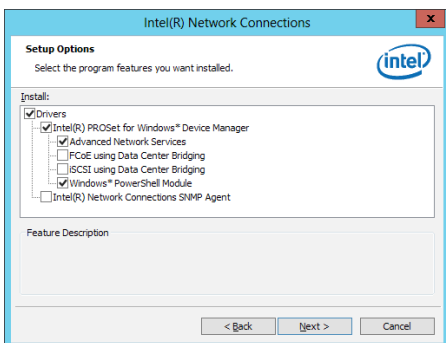 Intel(R) Network Connections
x
Setup Options
Select the program features you want installed.
intel
Install:
Drivers
Intel(R) PROSet for Windows* Device Manager
Advanced Network Services
FCoE using Data Center Bridging
iSCSI using Data Center Bridging
Windows* PowerShell Module
Intel(R) Network Connections SNMP Agent
Feature Description
< Back Next > Cancel